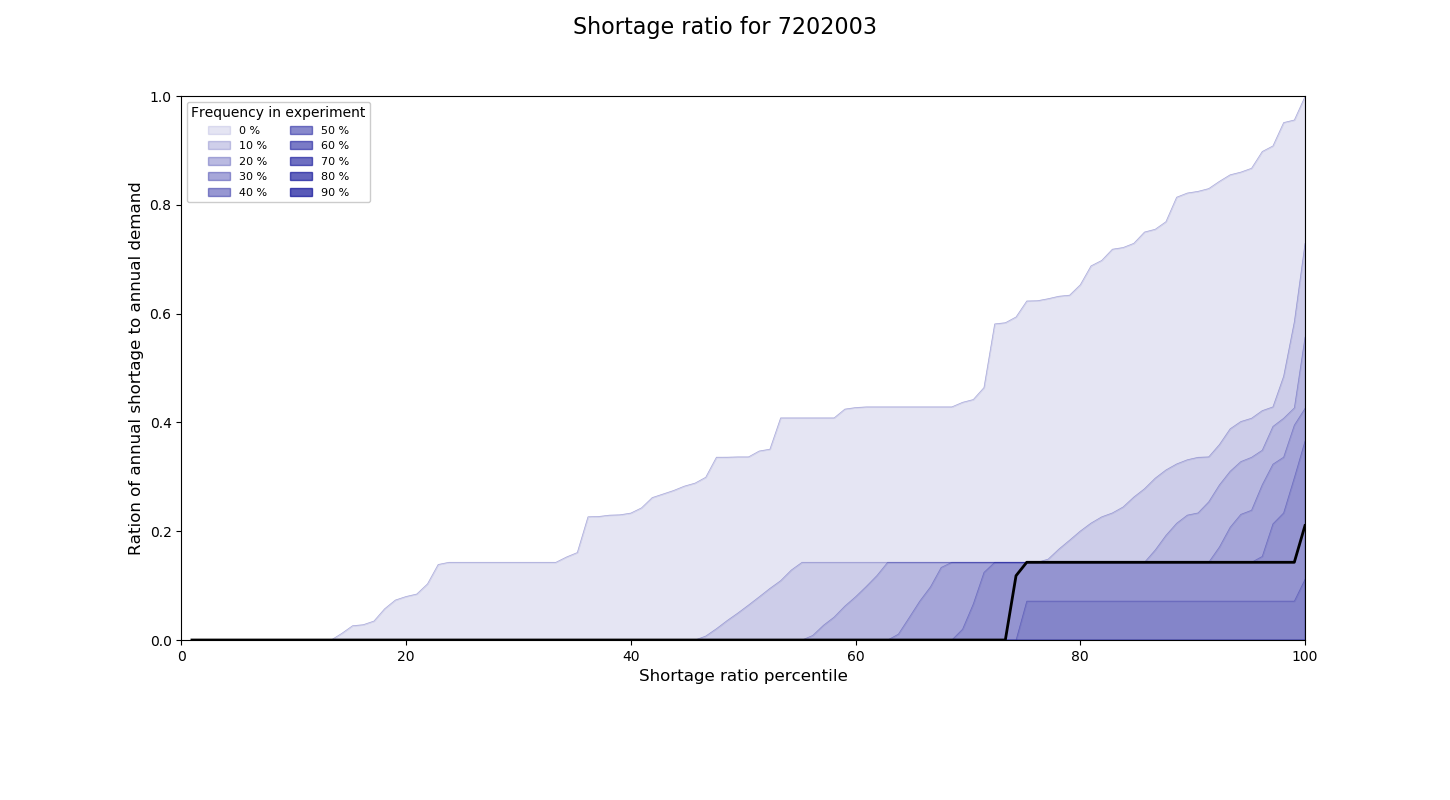 Shortage ratio for 7202003
Frequency in experiment
0 % 50 %
10 % 60 %
20 % 70 %
30 % 80 %
40 % 90 %
Ration of annual shortage to annual demand
1.0
0.8
0.6
0.4
0.2
0.0
0 20 40 60 80 100
Shortage ratio percentile